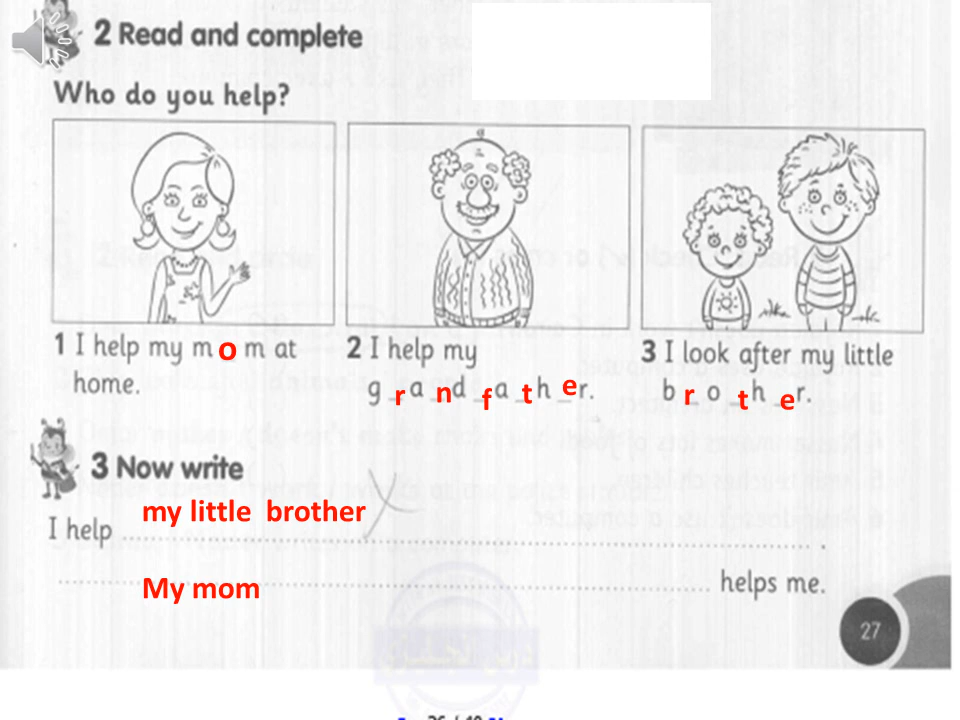 2 Read and complete
Who do you help?
1 I help my mom at
home.
2 I help my
grandfather.
3 I look after my little
brother.
3 Now write
I help my little brother .
My mom helps me.
27